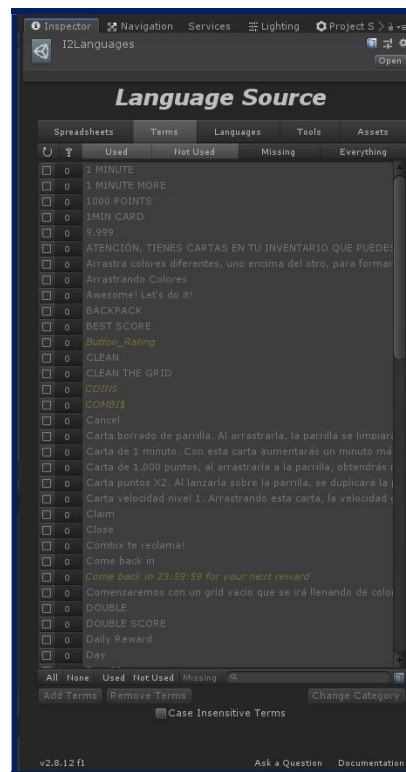 Inspector Navigation Services Lighting Project S
I2Languages
Open
Language Source
Spreadsheets Terms Languages Tools Assets
Used Not Used Missing Everything
0 1 MINUTE
0 1 MINUTE MORE
0 1000 POINTS
0 1MIN CARD
0 9.999
0 ATENCIÓN, TIENES CARTAS EN TU INVENTARIO QUE PUEDES
0 Arrastra colores diferentes, uno encima del otro, para formar
0 Arrastrando Colores
0 Awesome! Let's do it!
0 BACKPACK
0 BEST SCORE
0 Button_Rating
0 CLEAN
0 CLEAN THE GRID
0 COINS
0 COMBI$
0 Cancel
0 Carta borrado de parrilla. Al arrastrarla, la parrilla se limpiará
0 Carta de 1 minuto. Con esta carta aumentarás un minuto má
0 Carta de 1.000 puntos, al arrastrarla a la parrilla, obtendrás
0 Carta puntos X2. Al lanzarla sobre la parrilla, se duplicará la
0 Carta velocidad nivel 1. Arrastrando esta carta, la velocidad
0 Claim
0 Close
0 Combix te reclama!
0 Come back in
0 Come back in 23:59:59 for your next reward
0 Comenzaremos con un grid vacio que se irá llenando de colo
0 DOUBLE
0 DOUBLE SCORE
0 Daily Reward
0 Day
All None Used Not Used Missing
Add Terms Remove Terms Change Category
Case Insensitive Terms
v2.8.12 f1 Ask a Question Documentation